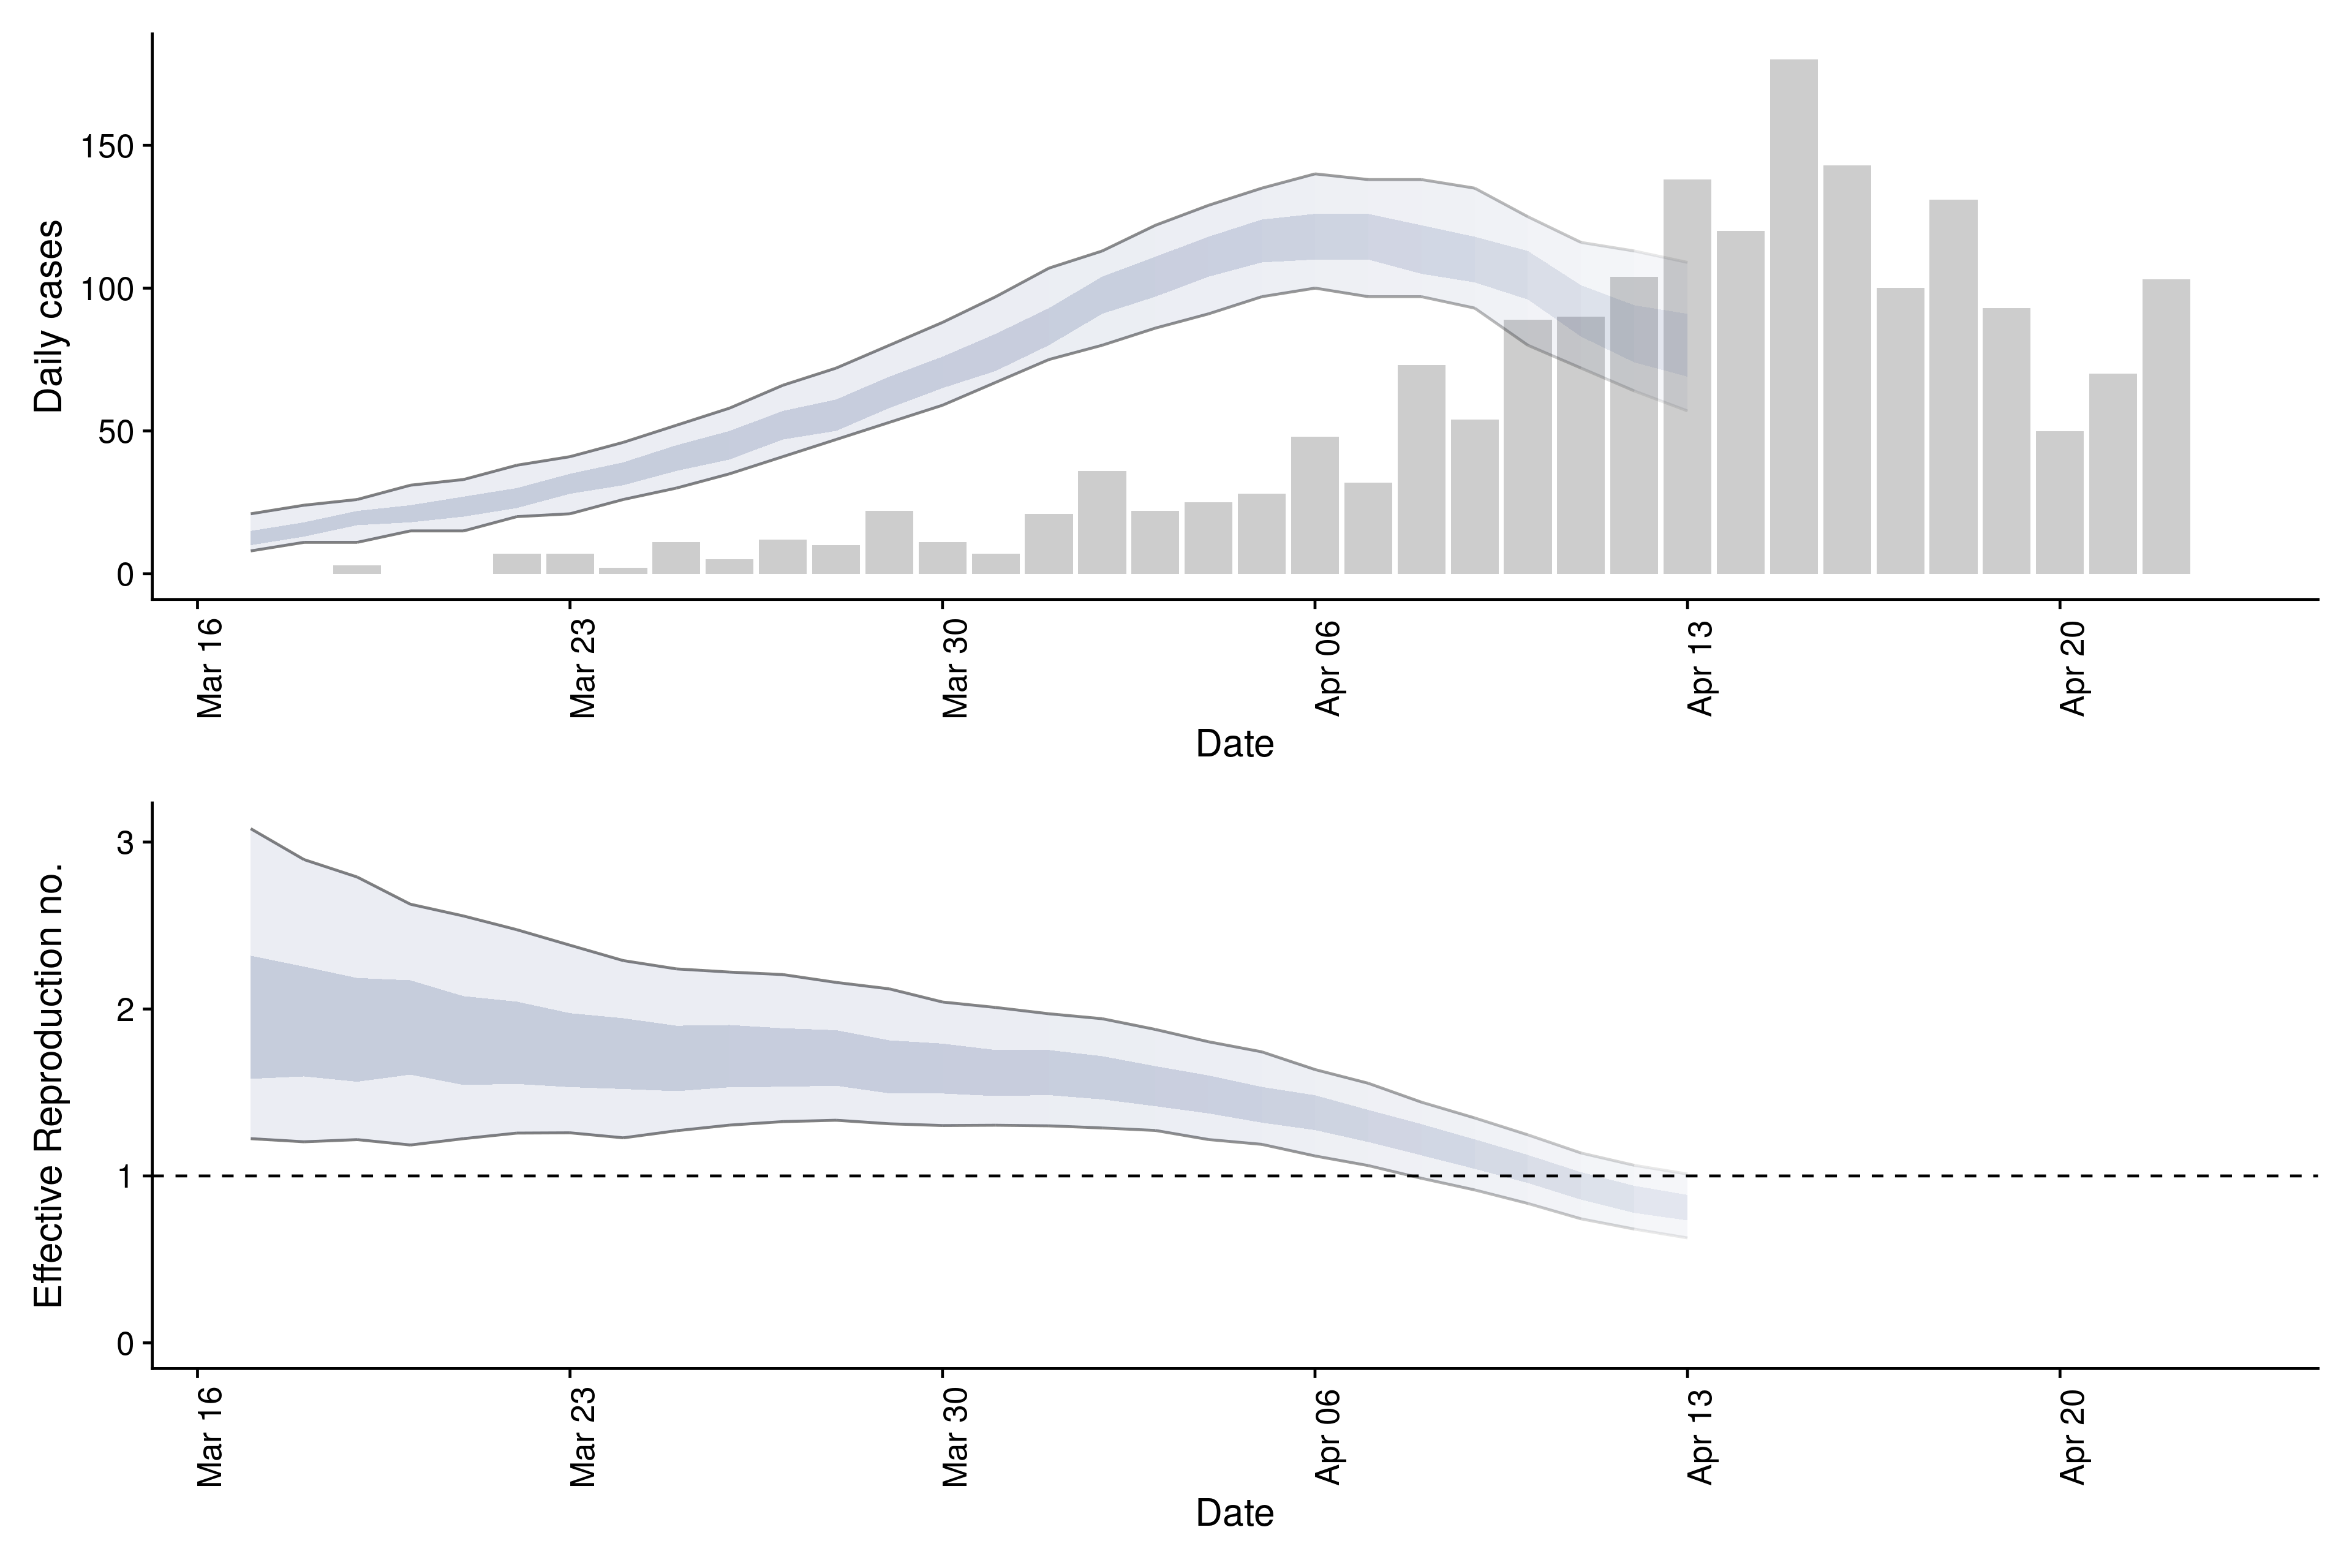 Daily cases
150
100
50
0
Mar 16
Mar 23
Mar 30
Apr 06
Apr 13
Apr 20
Date
Effective Reproduction no.
3
2
1
0
Mar 16
Mar 23
Mar 30
Apr 06
Apr 13
Apr 20
Date